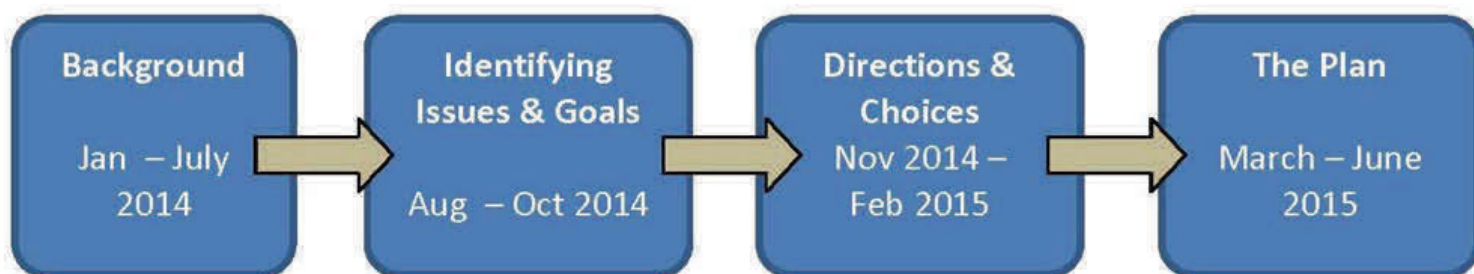 Background
Jan – July
2014
Identifying
Issues & Goals
Aug – Oct 2014
Directions &
Choices
Nov 2014 –
Feb 2015
The Plan
March – June
2015